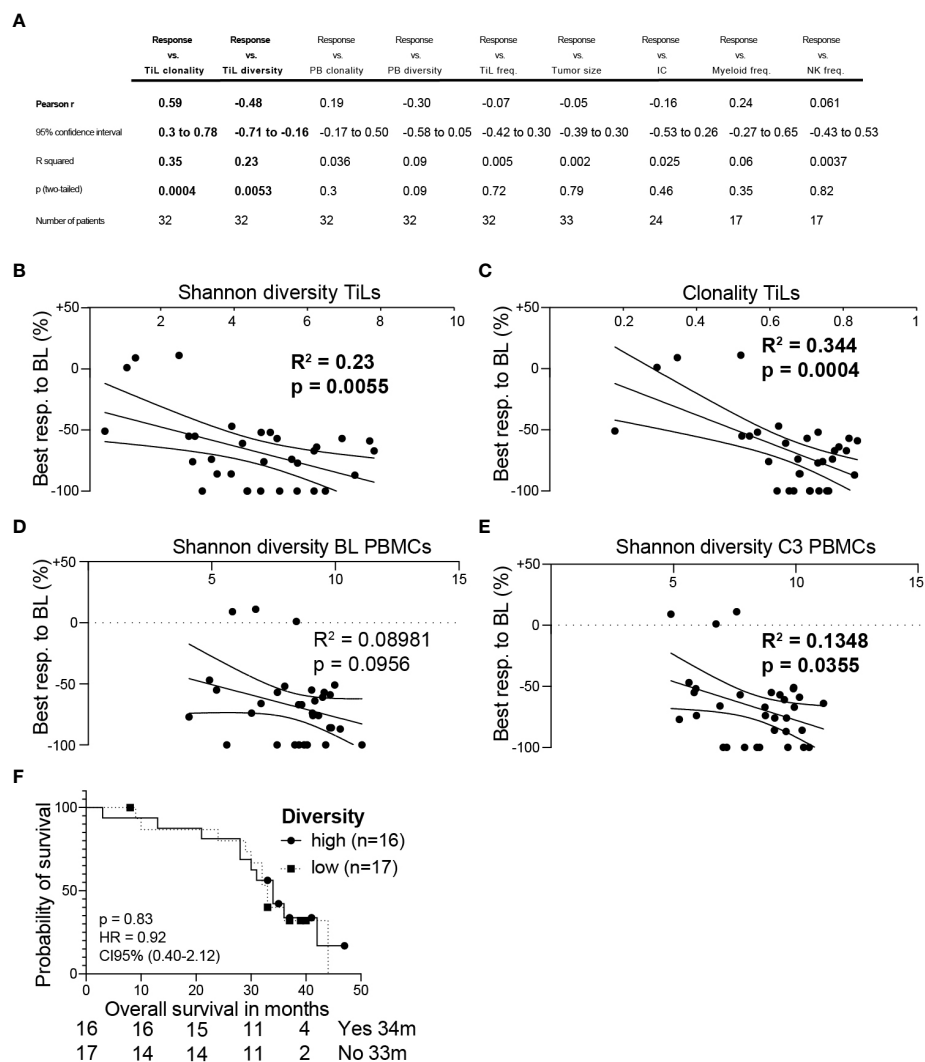 A
Response Response Response Response Response Response Response Response Response
vs. vs. vs. vs. vs. vs. vs. vs. vs.
TiL clonality TiL diversity PB clonality PB diversity TiL freq. Tumor size IC Myeloid freq. NK freq.
Pearson r 0.59 -0.48 0.19 -0.30 -0.07 -0.05 -0.16 0.24 0.061
95% confidence interval 0.3 to 0.78 -0.71 to -0.16 -0.17 to 0.50 -0.58 to 0.05 -0.42 to 0.30 -0.39 to 0.30 -0.53 to 0.26 -0.27 to 0.65 -0.43 to 0.53
R squared 0.35 0.23 0.036 0.09 0.005 0.002 0.025 0.06 0.0037
p (two-tailed) 0.0004 0.0053 0.3 0.09 0.72 0.79 0.46 0.35 0.82
Number of patients 32 32 32 32 32 33 24 17 17
B
Shannon diversity TiLs
+50
0
-50
-100
2 4 6 8 10
Best resp. to BL (%)
R² = 0.23
p = 0.0055
C
Clonality TiLs
+50
0
-50
-100
0.2 0.4 0.6 0.8 1
Best resp. to BL (%)
R² = 0.344
p = 0.0004
D
Shannon diversity BL PBMCs
+50
0
-50
-100
5 10 15
Best resp. to BL (%)
R² = 0.08981
p = 0.0956
E
Shannon diversity C3 PBMCs
+50
0
-50
-100
5 10 15
Best resp. to BL (%)
R² = 0.1348
p = 0.0355
F
Probability of survival
100
50
0
Diversity
high (n=16)
low (n=17)
p = 0.83
HR = 0.92
CI95% (0.40-2.12)
0 10 20 30 40 50
Overall survival in months
16 16 15 11 4 Yes 34m
17 14 14 11 2 No 33m